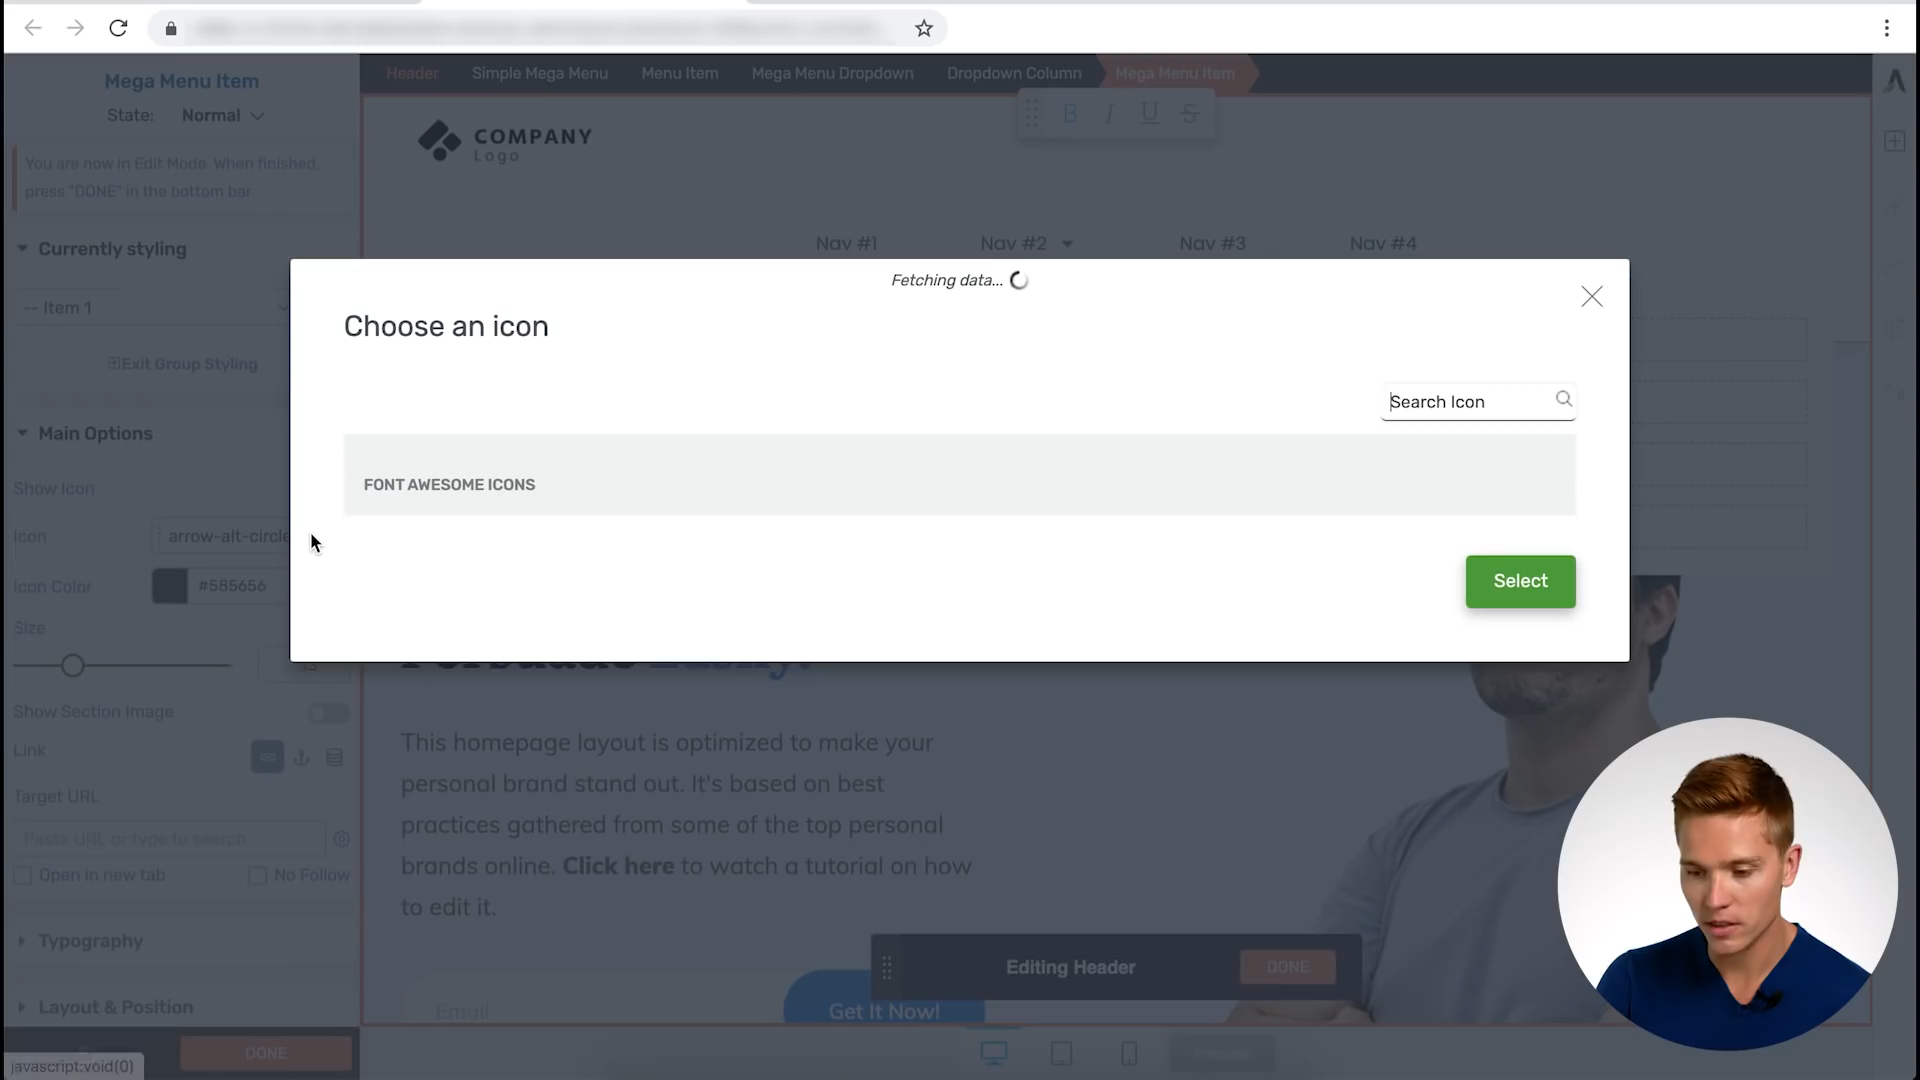 Mega Menu Item
State: Normal
You are now in Edit Mode. When finished,
press "DONE" in the bottom bar
Currently styling
-- Item 1
Exit Group Styling
Main Options
Show Icon
Icon
arrow-alt-circle
Icon Color
#585656
Size
Show Section Image
Link
Target URL
Paste URL or type to search
Open in new tab
No Follow
Typography
Layout & Position
DONE
javascript:void(0)
Header
Simple Mega Menu
Menu Item
Mega Menu Dropdown
Dropdown Column
Mega Menu Item
B I U S
COMPANY
Logo
Nav #1
Nav #2
Nav #3
Nav #4
Fetching data...
Choose an icon
Search Icon
FONT AWESOME ICONS
Select
This homepage layout is optimized to make your
personal brand stand out. It's based on best
practices gathered from some of the top personal
brands online. Click here to watch a tutorial on how
to edit it.
Editing Header
DONE
Email
Get It Now!